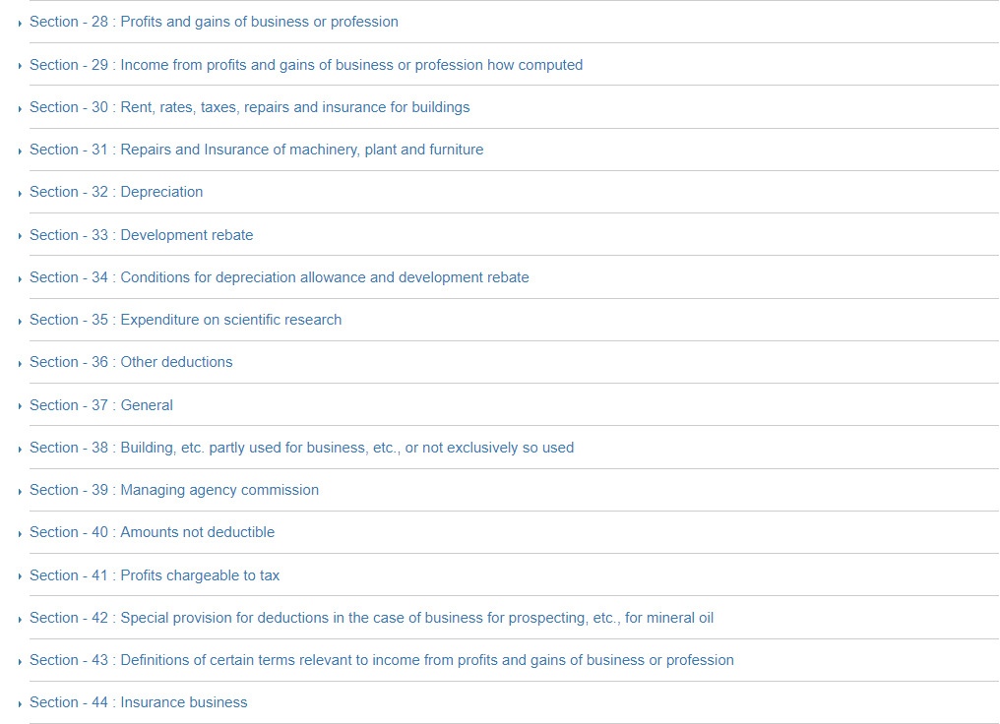 Section - 28 : Profits and gains of business or profession
Section - 29 : Income from profits and gains of business or profession how computed
Section - 30 : Rent, rates, taxes, repairs and insurance for buildings
Section - 31 : Repairs and Insurance of machinery, plant and furniture
Section - 32 : Depreciation
Section - 33 : Development rebate
Section - 34 : Conditions for depreciation allowance and development rebate
Section - 35 : Expenditure on scientific research
Section - 36 : Other deductions
Section - 37 : General
Section - 38 : Building, etc. partly used for business, etc., or not exclusively so used
Section - 39 : Managing agency commission
Section - 40 : Amounts not deductible
Section - 41 : Profits chargeable to tax
Section - 42 : Special provision for deductions in the case of business for prospecting, etc., for mineral oil
Section - 43 : Definitions of certain terms relevant to income from profits and gains of business or profession
Section - 44 : Insurance business